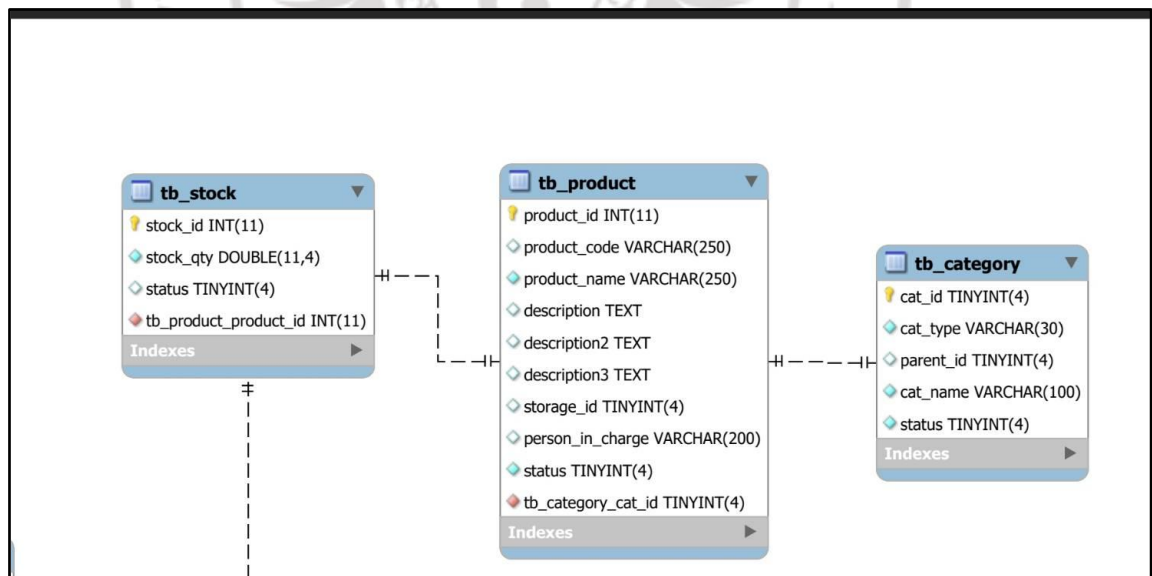 tb_stock
stock_id INT(11)
stock_qty DOUBLE(11,4)
status TINYINT(4)
tb_product_product_id INT(11)
Indexes
tb_product
product_id INT(11)
product_code VARCHAR(250)
product_name VARCHAR(250)
description TEXT
description2 TEXT
description3 TEXT
storage_id TINYINT(4)
person_in_charge VARCHAR(200)
status TINYINT(4)
tb_category_cat_id TINYINT(4)
Indexes
tb_category
cat_id TINYINT(4)
cat_type VARCHAR(30)
parent_id TINYINT(4)
cat_name VARCHAR(100)
status TINYINT(4)
Indexes